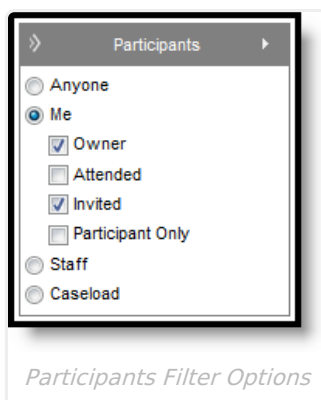 Participants
Anyone
Me
Owner
Attended
Invited
Participant Only
Staff
Caseload
Participants Filter Options